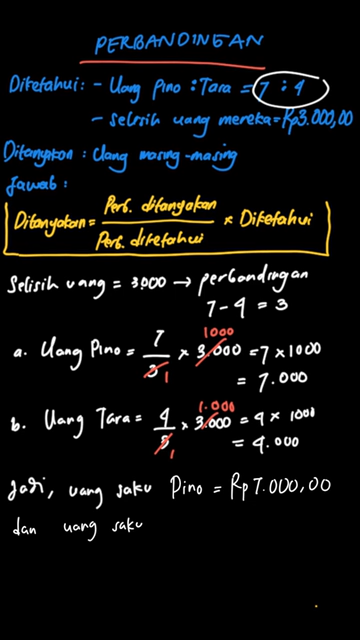 PERBANDINGAN
Diketahui : - Uang Pino : Tara = 7 : 4
- Selisih uang mereka = Rp3.000,00
Ditanyakan : Uang masing-masing
Jawab :
Ditanyakan = Perb. ditanyakan / Perb. diketahui × Diketahui
Selisih uang = 3.000 → perbandingan
7 - 4 = 3
a. Uang Pino = 7/3 1 × 3.000 1000 = 7 × 1000
= 7.000
b. Uang Tara = 4/3 1 × 3.000 1.000 = 4 × 1000
= 4.000
Jadi, uang saku Pino = Rp7.000,00
dan uang saku